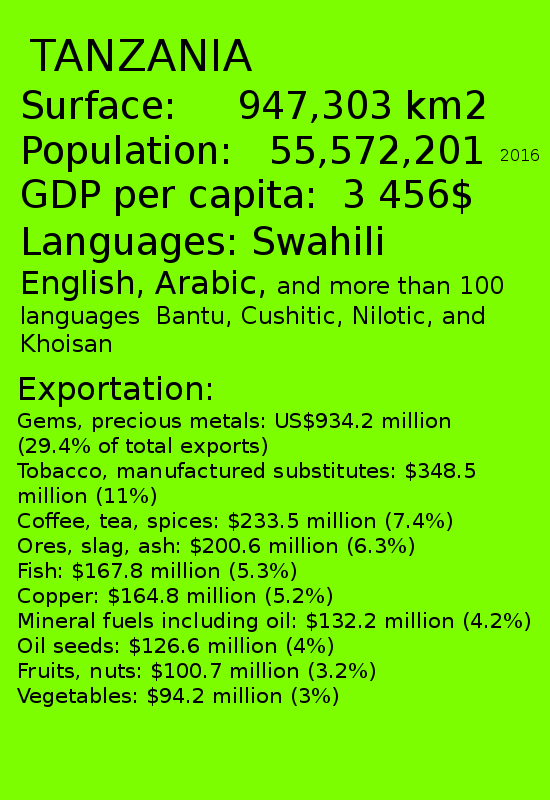 TANZANIA
Surface: 947,303 km2
Population: 55,572,201 2016
GDP per capita: 3 456$
Languages: Swahili
English, Arabic, and more than 100
languages Bantu, Cushitic, Nilotic, and
Khoisan
Exportation:
Gems, precious metals: US$934.2 million
(29.4% of total exports)
Tobacco, manufactured substitutes: $348.5
million (11%)
Coffee, tea, spices: $233.5 million (7.4%)
Ores, slag, ash: $200.6 million (6.3%)
Fish: $167.8 million (5.3%)
Copper: $164.8 million (5.2%)
Mineral fuels including oil: $132.2 million (4.2%)
Oil seeds: $126.6 million (4%)
Fruits, nuts: $100.7 million (3.2%)
Vegetables: $94.2 million (3%)